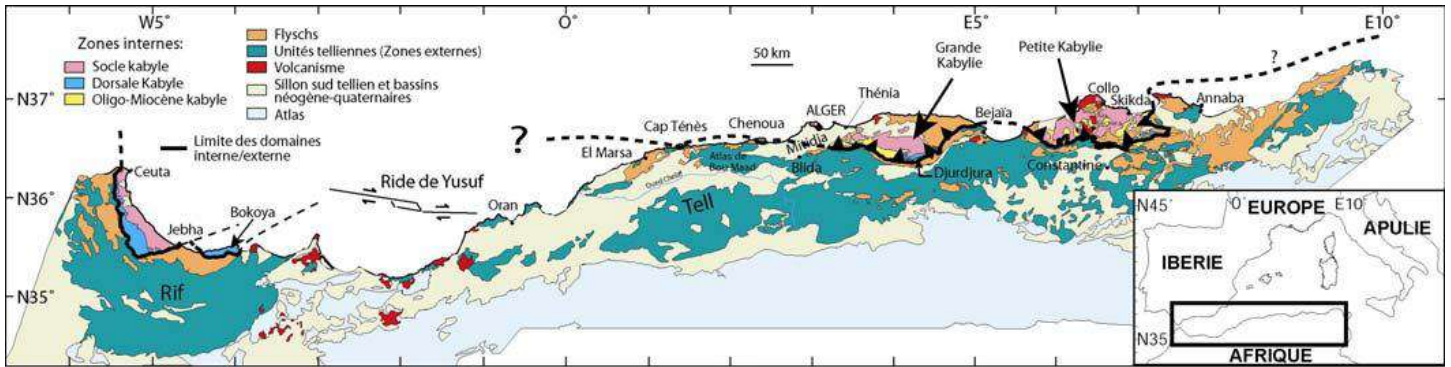 W5°
O°
E5°
E10°
N37°
N36°
N35°
Zones internes:
Socle kabyle
Dorsale Kabyle
Oligo-Miocène kabyle
Flyschs
Unités telliennes (Zones externes)
Volcanisme
Sillon sud tellien et bassins
néogène-quaternaires
Atlas
Limite des domaines
interne/externe
50 km
Grande
Kabylie
Petite Kabylie
?
?
Ceuta
Jebha
Bokoya
Rif
Ride de Yusuf
Oran
El Marsa
Cap Ténès
Chenoua
ALGER
Thénia
Mitidja
Blida
Atlas de
Bou Maad
Tell
Djurdjura
Bejaïa
Collo
Skikda
Annaba
Constantine
N45°
0°
E10°
EUROPE
APULIE
IBERIE
N35°
AFRIQUE